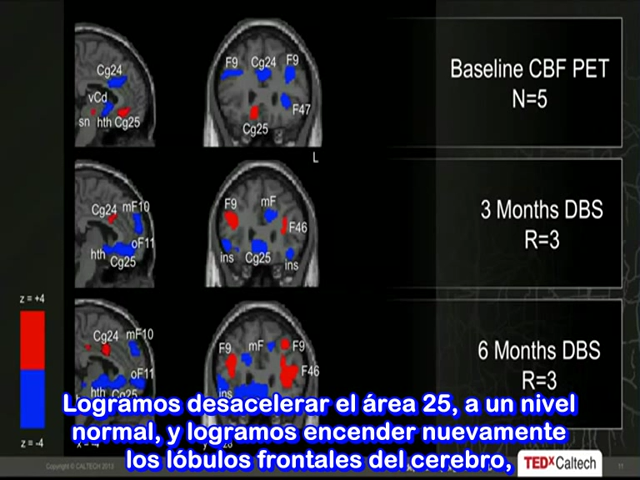 Cg24
vCd
sn
hth
Cg25
F9
Cg24
F9
F47
Cg25
L
Baseline CBF PET
N=5
Cg24
mF10
oF11
hth
Cg25
F9
mF
F46
ins
Cg25
ins
3 Months DBS
R=3
z = +4
z = -4
Cg24
mF10
oF11
hth
Cg25
F9
mF
F9
F46
ins
6 Months DBS
R=3
Logramos desacelerar el área 25, a un nivel
normal, y logramos encender nuevamente
los lóbulos frontales del cerebro,
Copyright © CALTECH 2013
TEDxCaltech
11